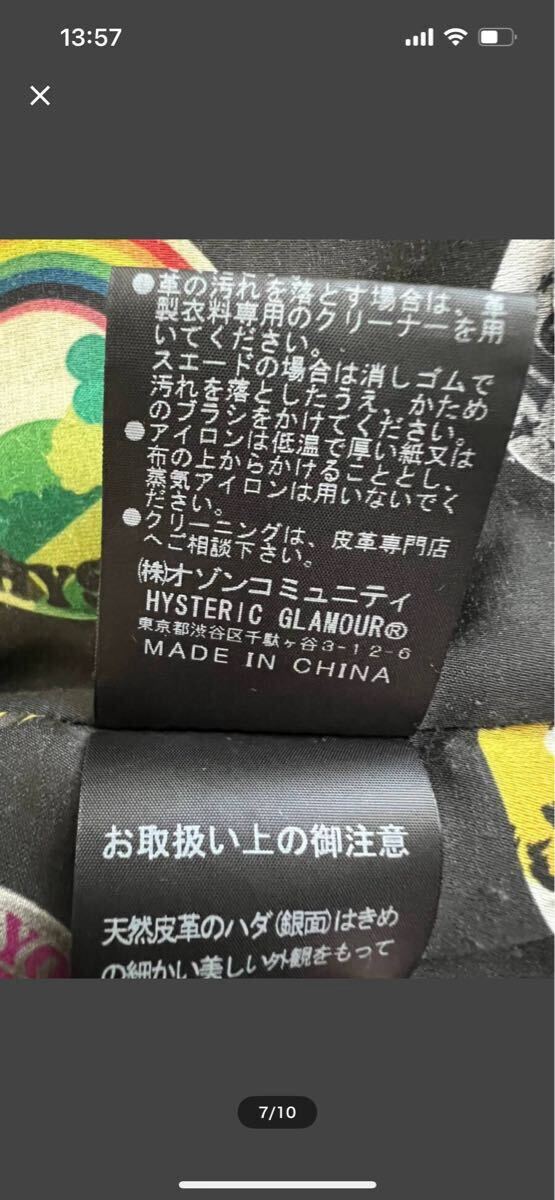 13:57
●革の汚れを落とす場合は、革
製衣料専用のクリーナーを用
いてください。
スエードの場合は消しゴムで
汚れを落としたうえ、かため
のブラシをかけてください。
●アイロンは低温で厚い紙又は
布の上からかけることとし、
蒸気アイロンは用いないでく
ださい。
●クリーニングは、皮革専門店
へご相談下さい。
(株)オゾンコミュニティ
HYSTERIC GLAMOUR®
東京都渋谷区千駄ヶ谷3-12-6
MADE IN CHINA
お取扱い上の御注意
天然皮革のハダ(銀面)はきめ
の細かい美しい外観をもって
7/10